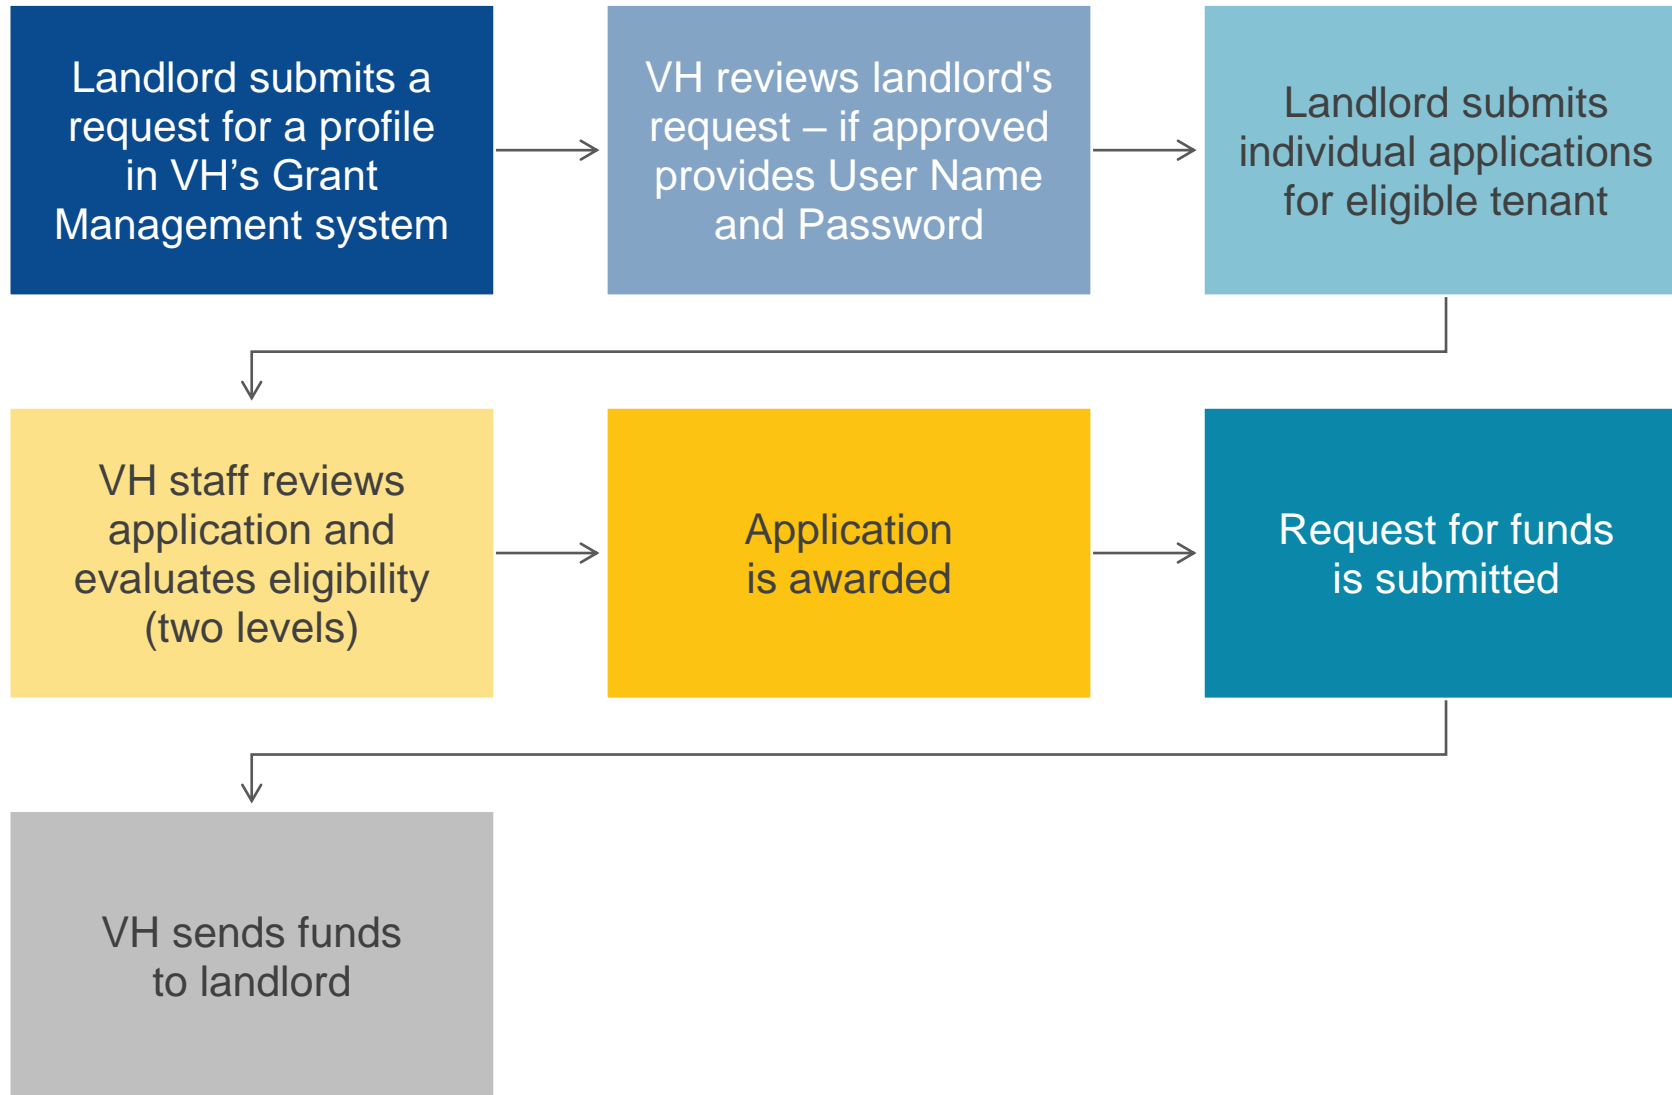 Landlord submits a
request for a profile
in VH’s Grant
Management system
VH reviews landlord's
request – if approved
provides User Name
and Password
Landlord submits
individual applications
for eligible tenant
VH staff reviews
application and
evaluates eligibility
(two levels)
Application
is awarded
Request for funds
is submitted
VH sends funds
to landlord